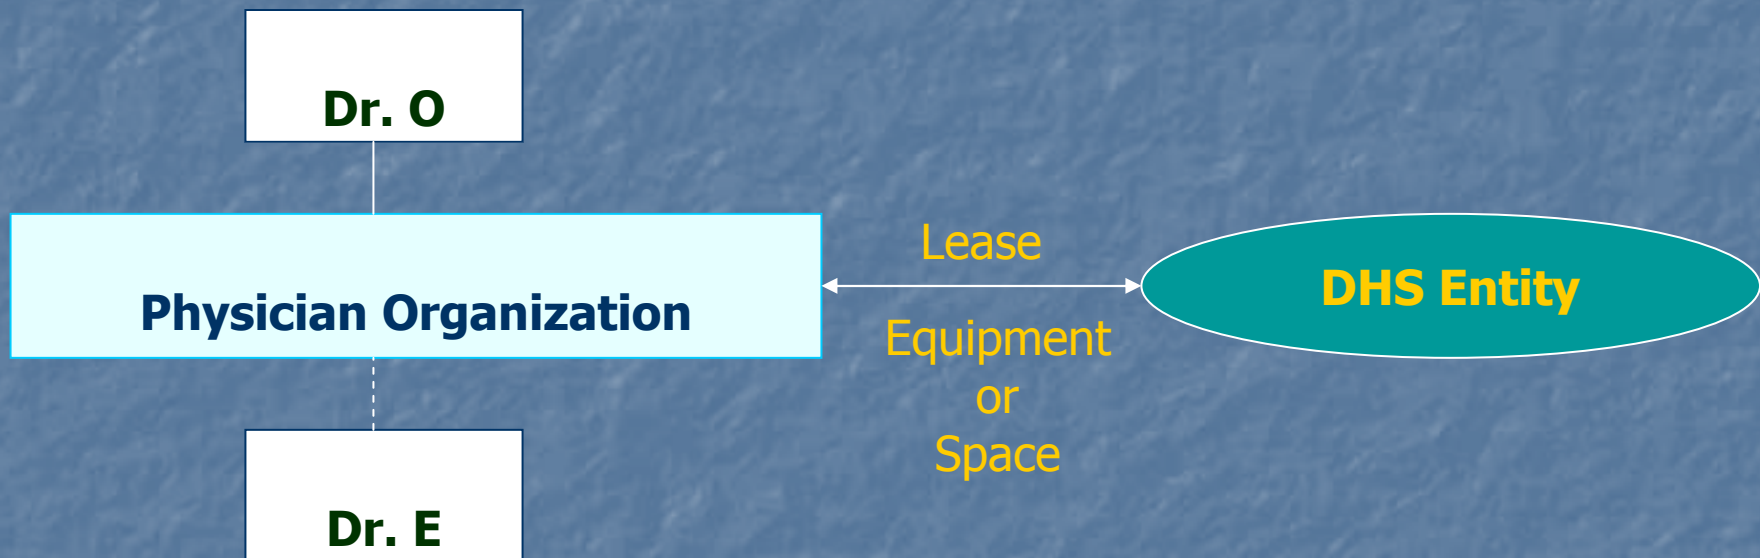 Dr. O
Physician Organization
Lease
Equipment
or
Space
DHS Entity
Dr. E